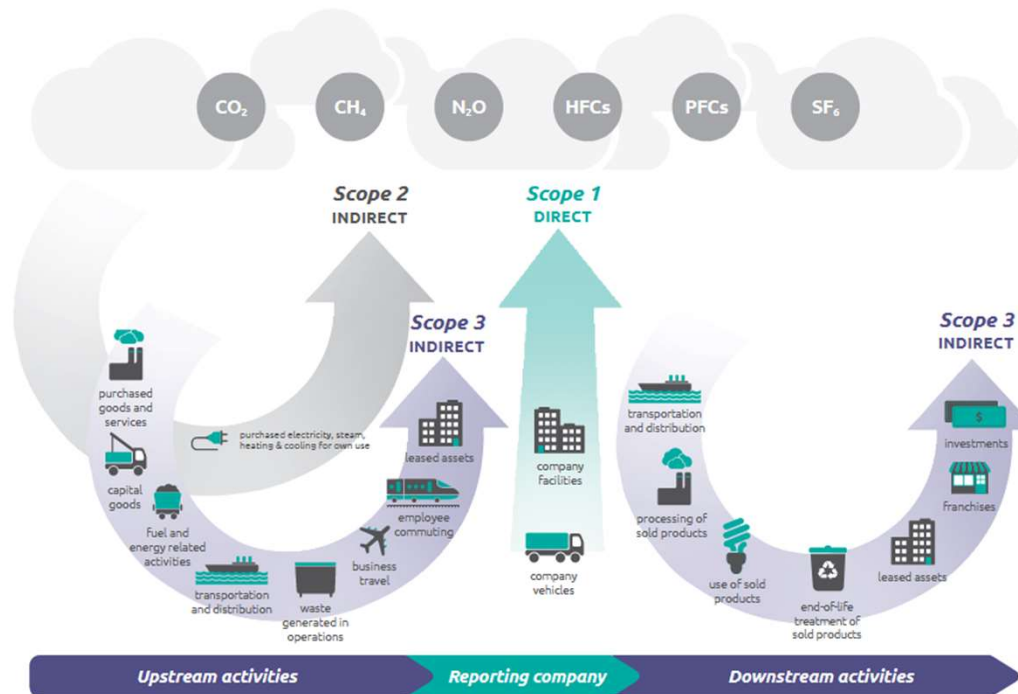 CO₂
CH₄
N₂O
HFCs
PFCs
SF₆
Scope 2
INDIRECT
Scope 1
DIRECT
Scope 3
INDIRECT
Scope 3
INDIRECT
purchased
goods and
services
capital
goods
fuel and
energy related
activities
transportation
and distribution
waste
generated in
operations
business
travel
employee
commuting
leased assets
purchased electricity, steam,
heating & cooling for own use
company
facilities
company
vehicles
transportation
and distribution
processing of
sold products
use of sold
products
end-of-life
treatment of
sold products
leased assets
franchises
investments
$
Upstream activities
Reporting company
Downstream activities